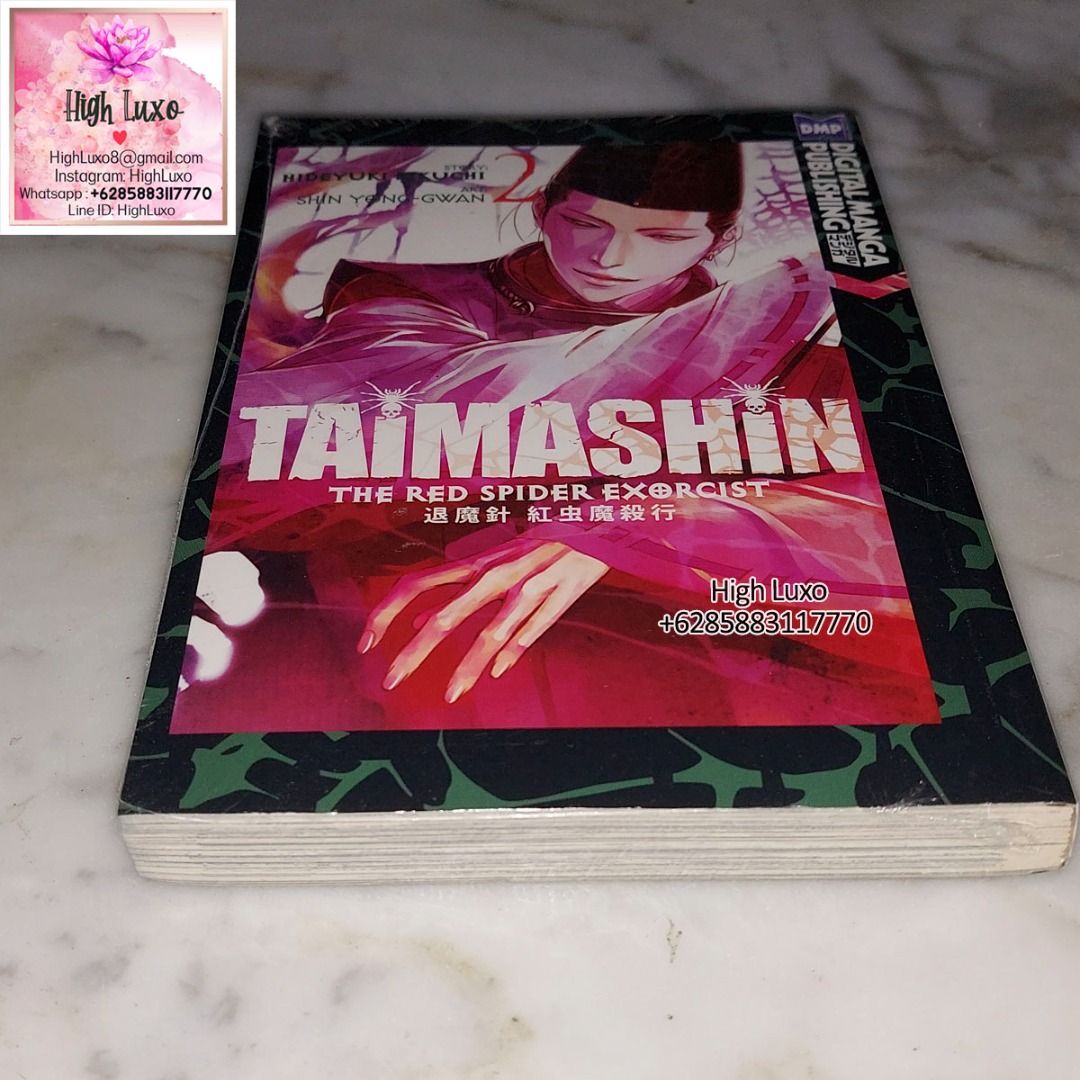 High Luxo
HighLuxo8@gmail.com
Instagram: HighLuxo
Whatsapp : +6285883117770
Line ID: HighLuxo
DMP
DIGITAL MANGA
PUBLISHING
STORY:
HIDEYUKI KIKUCHI
ART:
SHIN YONG-GWAN
2
TAiMASHiN
THE RED SPIDER EXORCIST
退魔針 紅虫魔殺行
High Luxo
+6285883117770